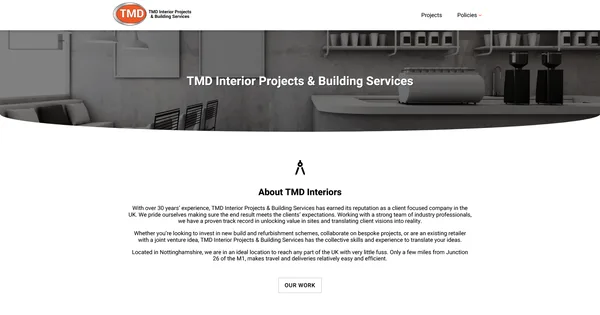 TMD
TMD Interior Projects
& Building Services
Projects
Policies
TMD Interior Projects & Building Services
About TMD Interiors
With over 30 years' experience, TMD Interior Projects & Building Services has earned its reputation as a client focused company in the
UK. We pride ourselves making sure the end result meets the clients' expectations. Working with a strong team of industry professionals,
we have a proven track record in unlocking value in sites and translating client visions into reality.
Whether you're looking to invest in new build and refurbishment schemes, collaborate on bespoke projects, or are an existing retailer
with a joint venture idea, TMD Interior Projects & Building Services has the collective skills and experience to translate your ideas.
Located in Nottinghamshire, we are in an ideal location to reach any part of the UK with very little fuss. Only a few miles from Junction
26 of the M1, makes travel and deliveries relatively easy and efficient.
OUR WORK